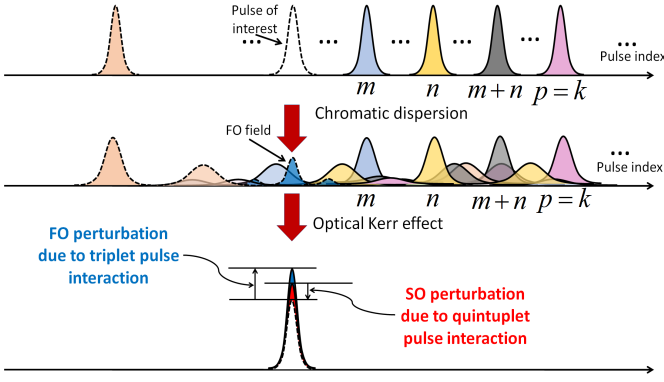 Pulse of
interest
... ... ... ... ... ...
Pulse index
m n m + n p = k
Chromatic dispersion
FO field
...
Pulse index
m n m + n p = k
Optical Kerr effect
FO perturbation
due to triplet pulse
interaction
SO perturbation
due to quintuplet
pulse interaction